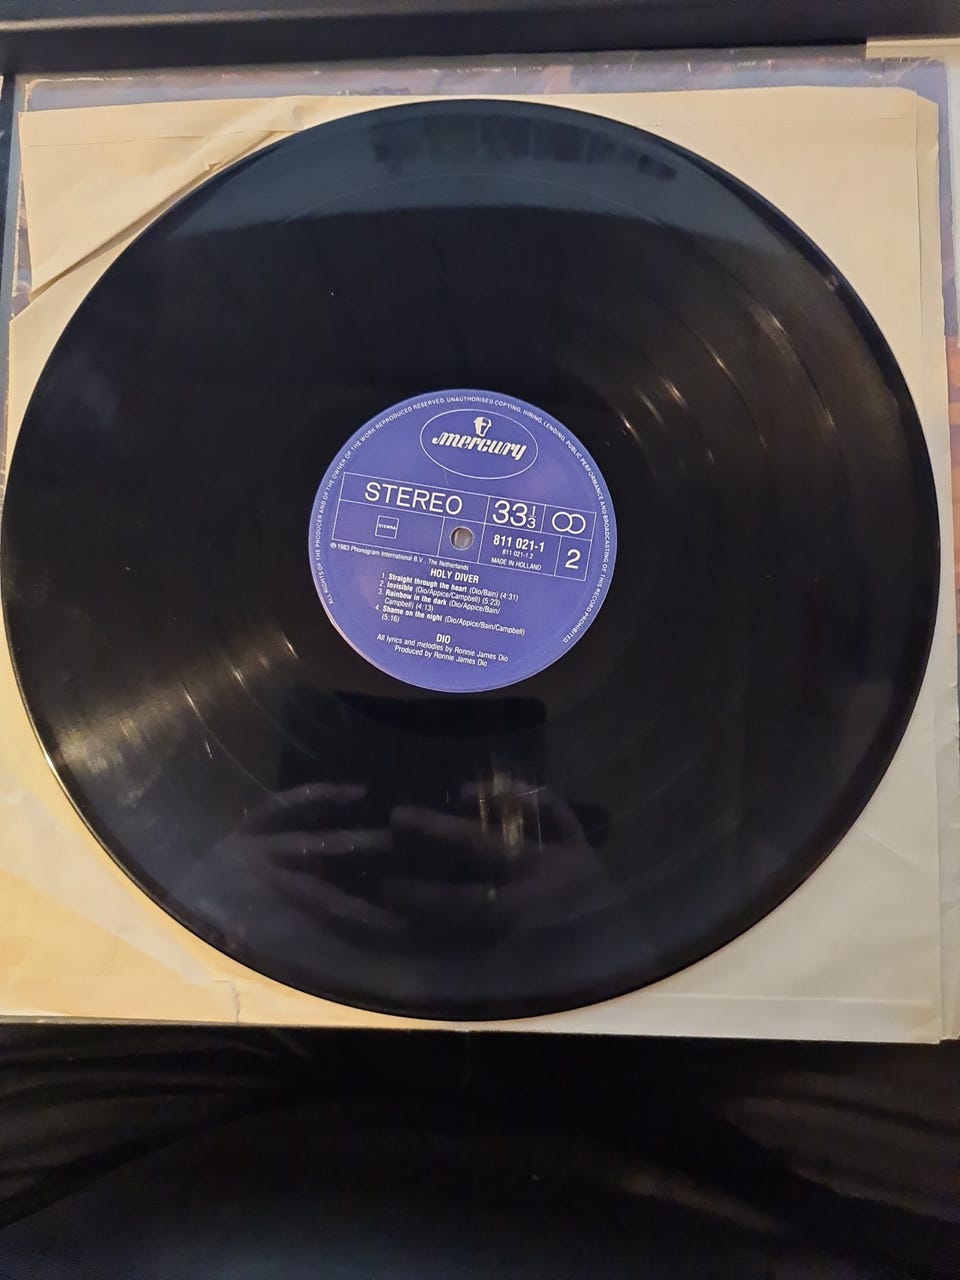 ALL RIGHTS OF THE PRODUCER AND OF THE OWNER OF THE WORK REPRODUCED RESERVED. UNAUTHORISED COPYING, HIRING, LENDING, PUBLIC PERFORMANCE AND BROADCASTING OF THIS RECORD PROHIBITED
mercury
STEREO
33 1/3
STEMRA
811 021-1
811 021-1.2
MADE IN HOLLAND
2
℗ 1983 Phonogram International B.V., The Netherlands
HOLY DIVER
1. Straight through the heart (Dio/Bain) (4:31)
2. Invisible (Dio/Appice/Campbell) (5:23)
3. Rainbow in the dark (Dio/Appice/Bain/
Campbell) (4:13)
4. Shame on the night (Dio/Appice/Bain/Campbell)
(5:16)
DIO
All lyrics and melodies by Ronnie James Dio
Produced by Ronnie James Dio